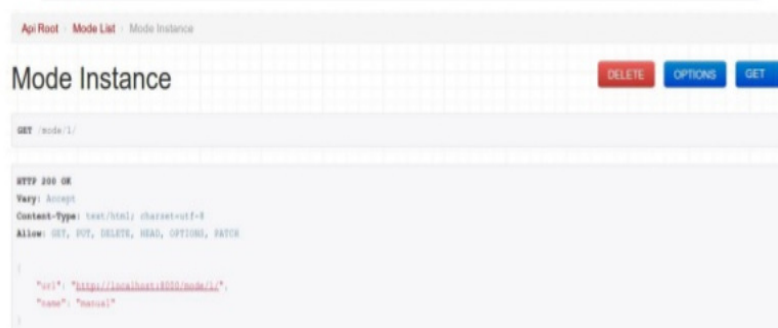 Api Root Mode List Mode Instance
Mode Instance
DELETE OPTIONS GET
GET /mode/1/
HTTP 200 OK
Vary: Accept
Content-Type: text/html; charset=utf-8
Allow: GET, PUT, DELETE, HEAD, OPTIONS, PATCH
{
"url": "http://localhost:8000/mode/1/",
"name": "manual"
}